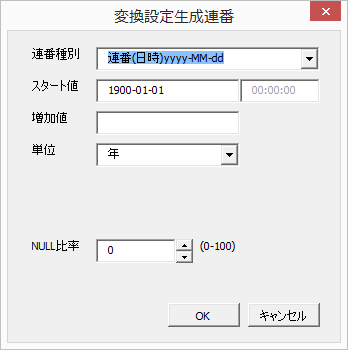 変換設定生成連番
連番種別 連番(日時)yyyy-MM-dd
スタート値 1900-01-01 00:00:00
増加値
単位 年
NULL比率 0 (0-100)
OK キャンセル